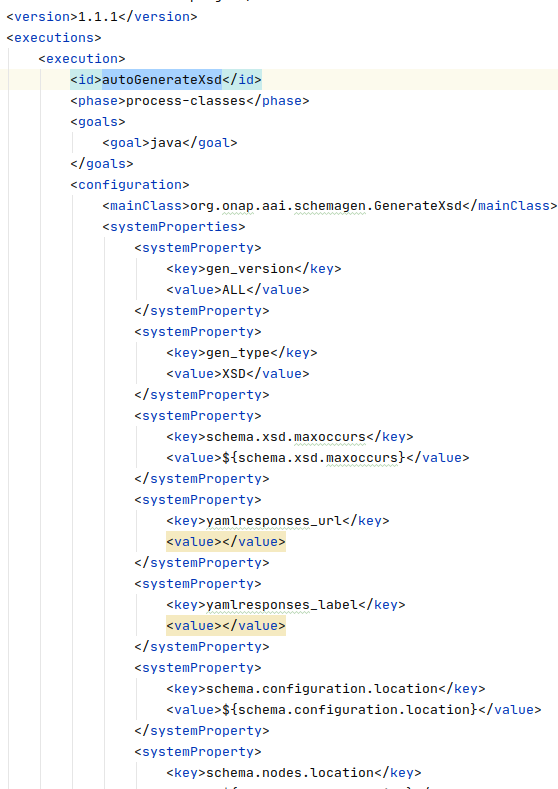 <version>1.1.1</version>
<executions>
<execution>
<id>autoGenerateXsd</id>
<phase>process-classes</phase>
<goals>
<goal>java</goal>
</goals>
<configuration>
<mainClass>org.onap.aai.schemagen.GenerateXsd</mainClass>
<systemProperties>
<systemProperty>
<key>gen_version</key>
<value>ALL</value>
</systemProperty>
<systemProperty>
<key>gen_type</key>
<value>XSD</value>
</systemProperty>
<systemProperty>
<key>schema.xsd.maxoccurs</key>
<value>${schema.xsd.maxoccurs}</value>
</systemProperty>
<systemProperty>
<key>yamlresponses_url</key>
<value></value>
</systemProperty>
<systemProperty>
<key>yamlresponses_label</key>
<value></value>
</systemProperty>
<systemProperty>
<key>schema.configuration.location</key>
<value>${schema.configuration.location}</value>
</systemProperty>
<systemProperty>
<key>schema.nodes.location</key>